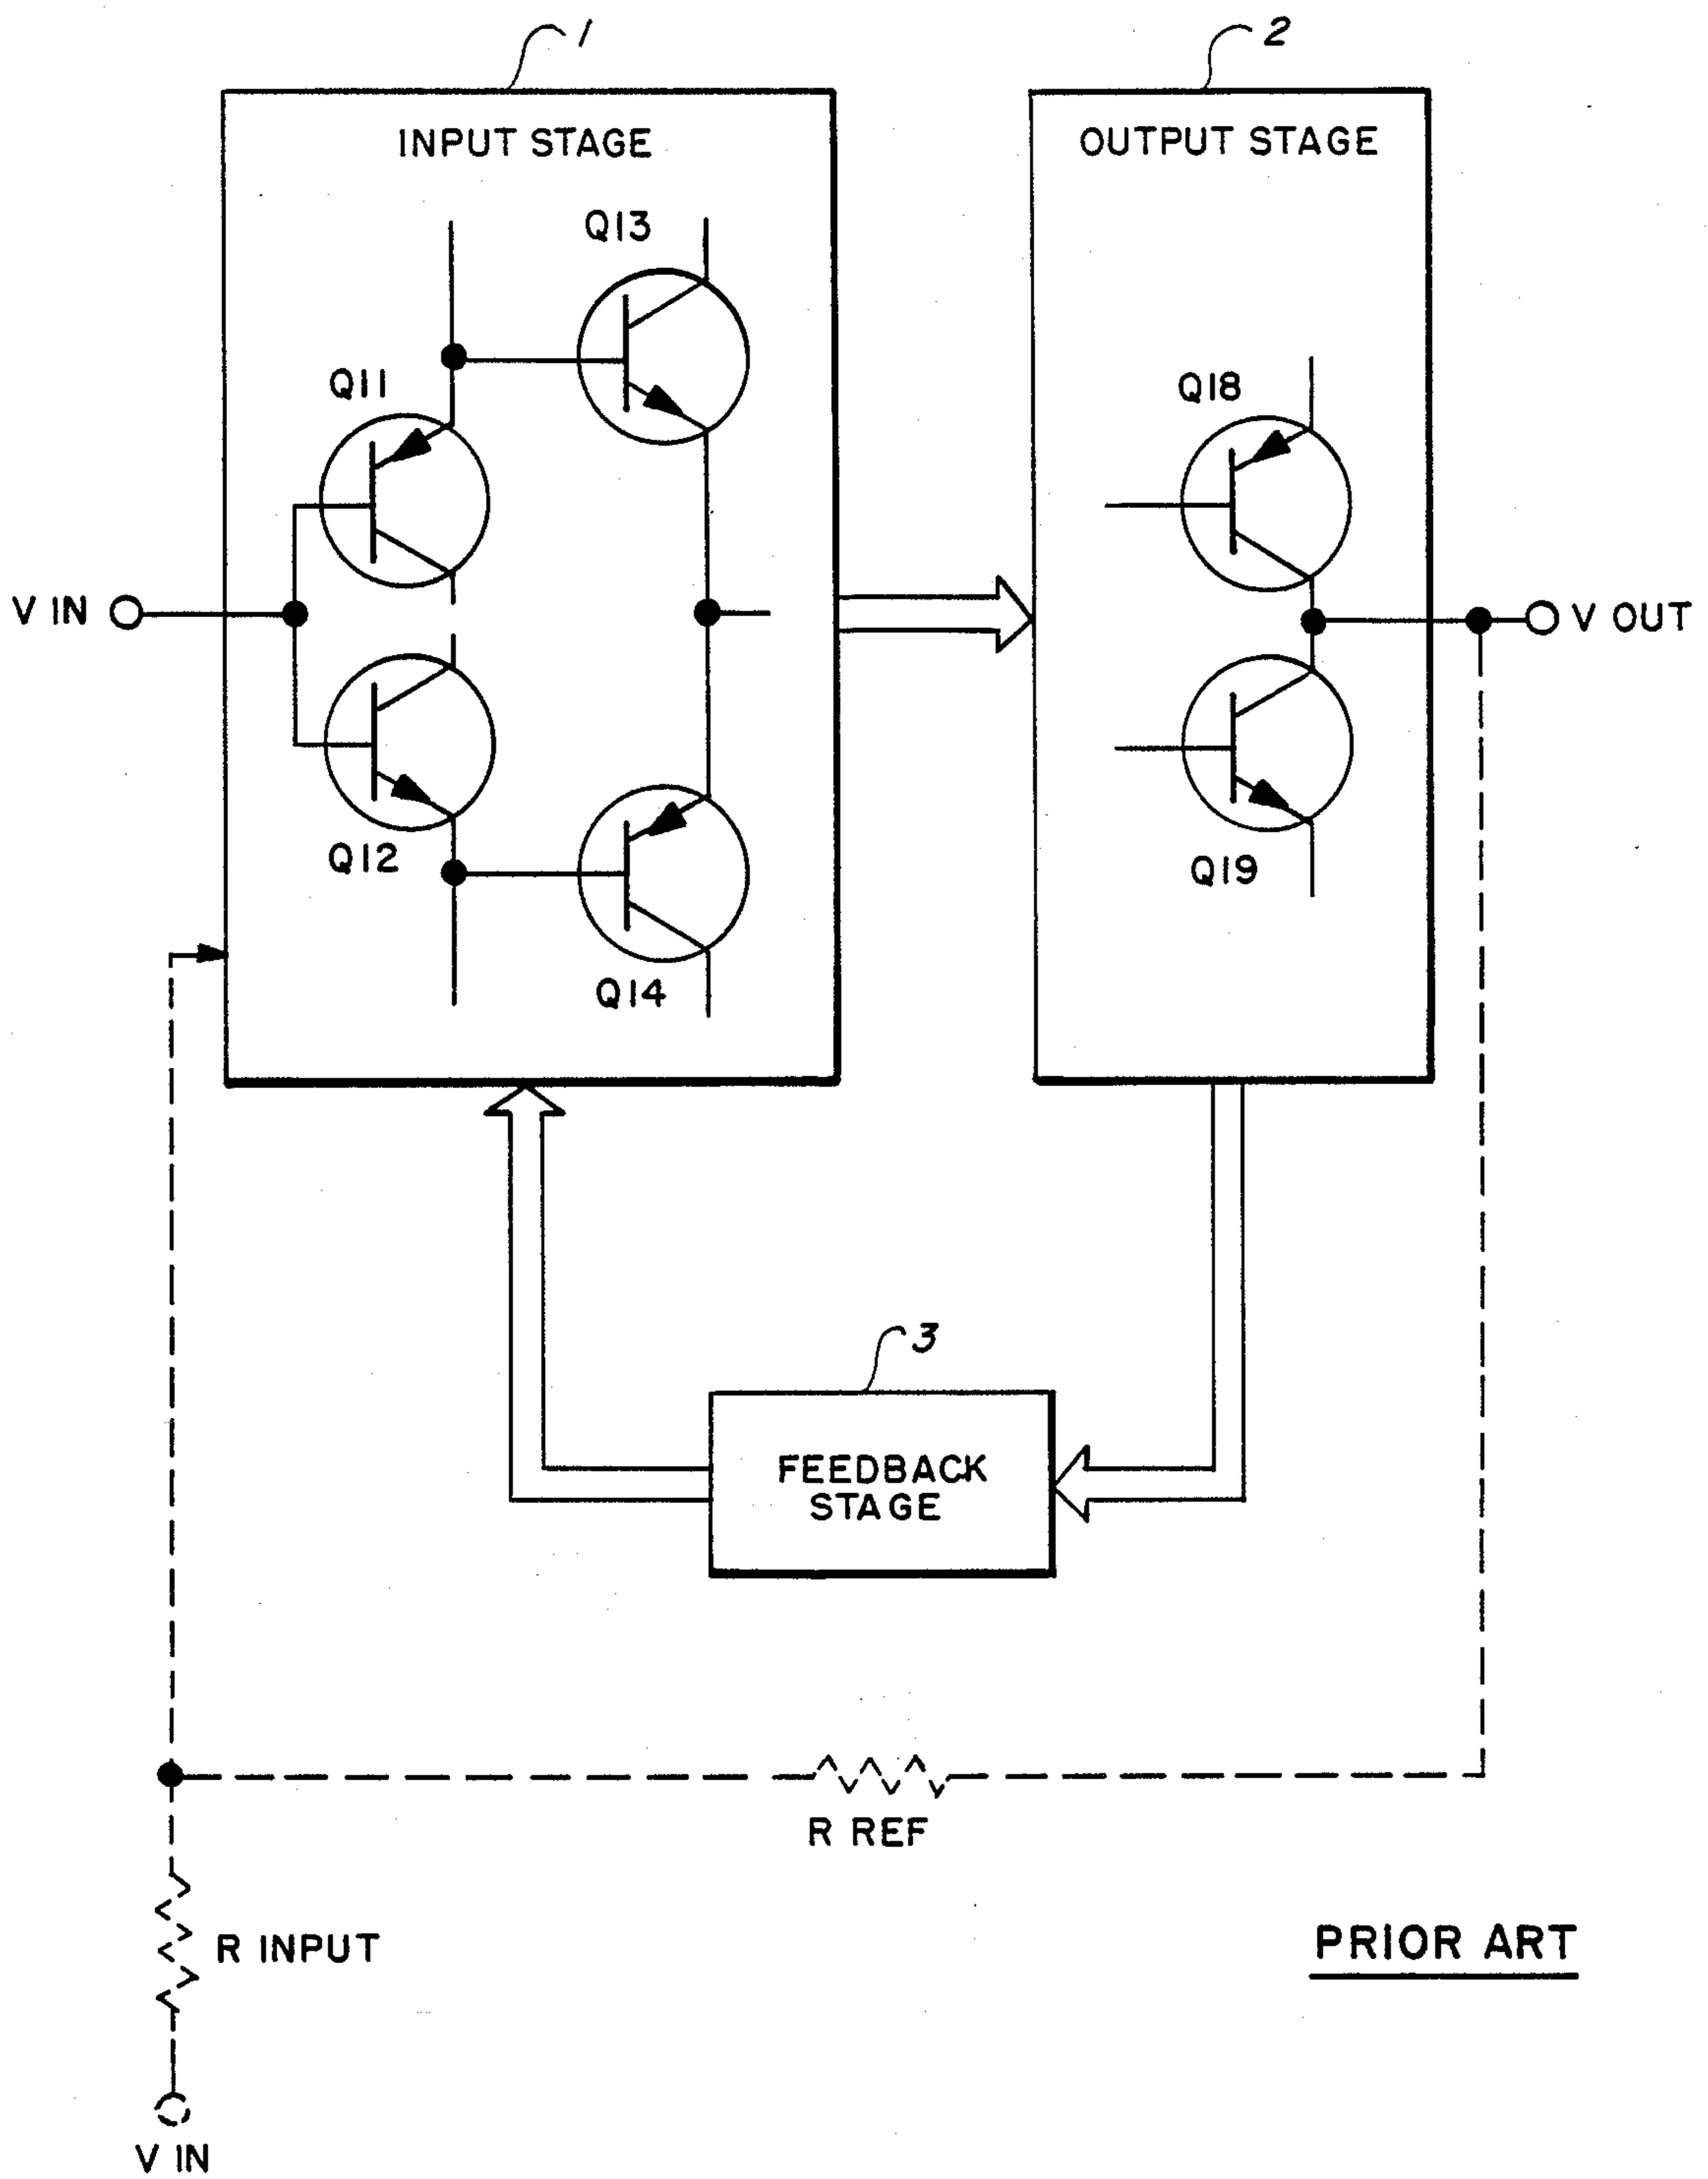 1
2
INPUT STAGE
OUTPUT STAGE
Q13
Q11
Q18
V IN
V OUT
Q12
Q19
Q14
3
FEEDBACK
STAGE
R REF
R INPUT
PRIOR ART
V IN